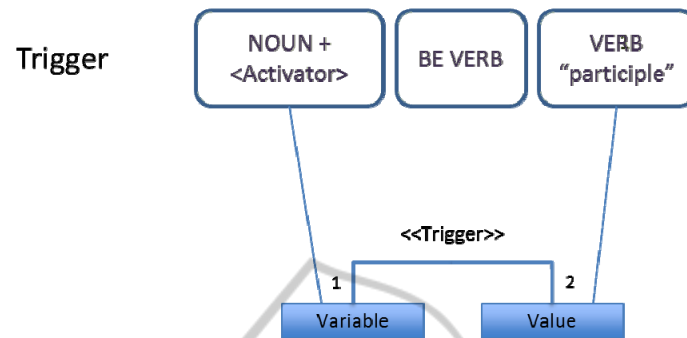 Trigger
NOUN +
<Activator>
BE VERB
VERB
“participle”
<<Trigger>>
1
2
Variable
Value